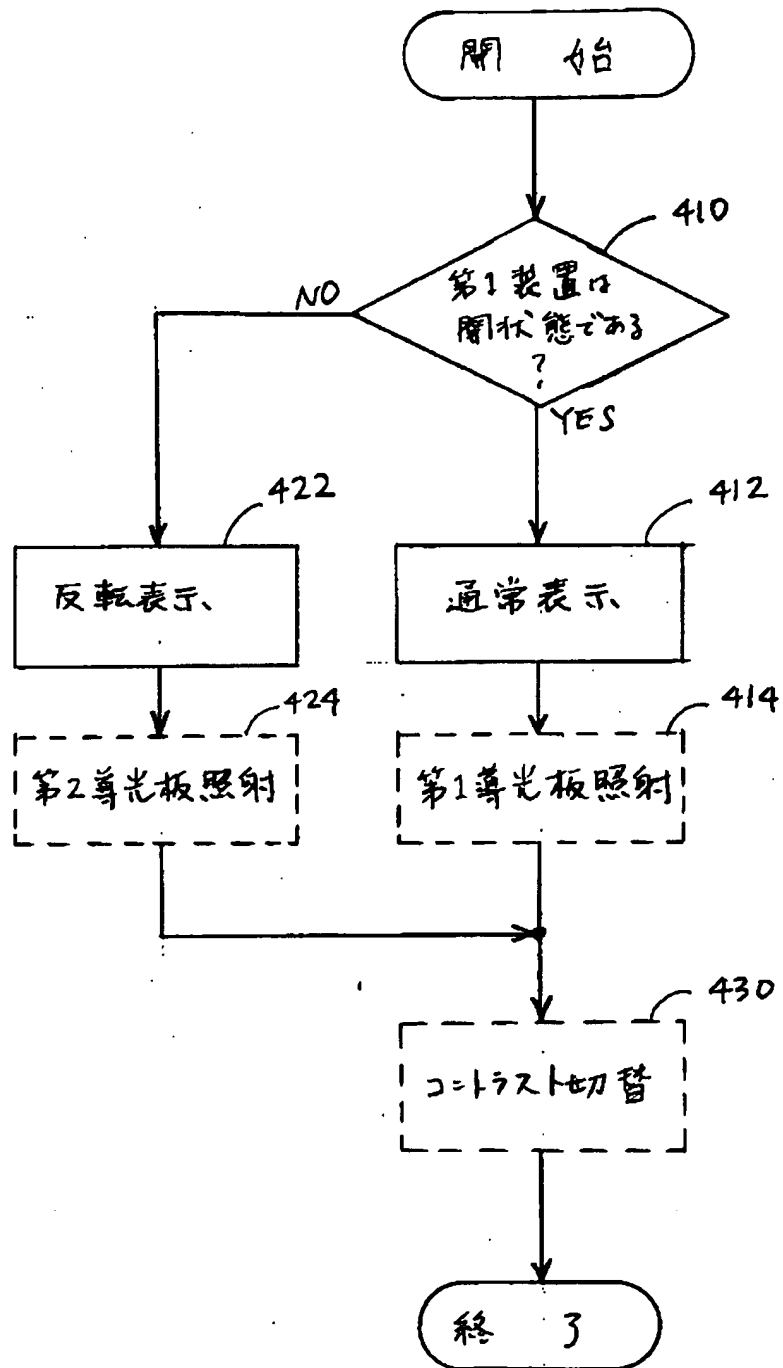 開 始
410
第1装置は
開状態である
?
NO
YES
422
412
反転表示
通常表示
424
414
第2導光板照射
第1導光板照射
430
コントラスト切替
終 了